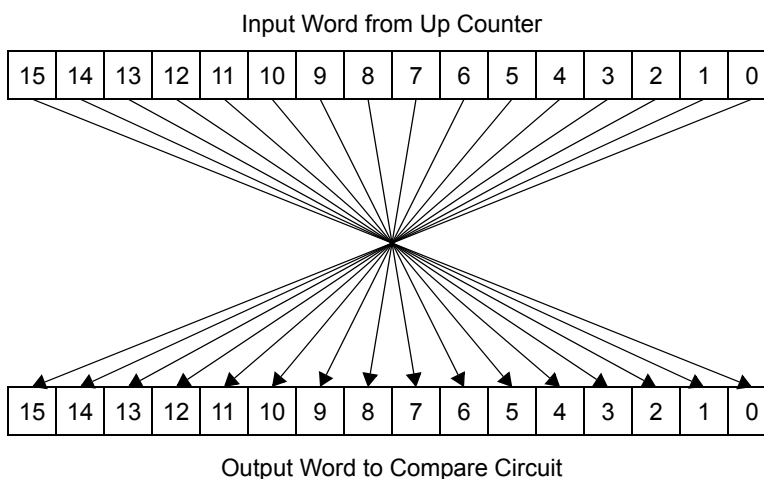 Input Word from Up Counter
15 14 13 12 11 10 9 8 7 6 5 4 3 2 1 0
15 14 13 12 11 10 9 8 7 6 5 4 3 2 1 0
Output Word to Compare Circuit